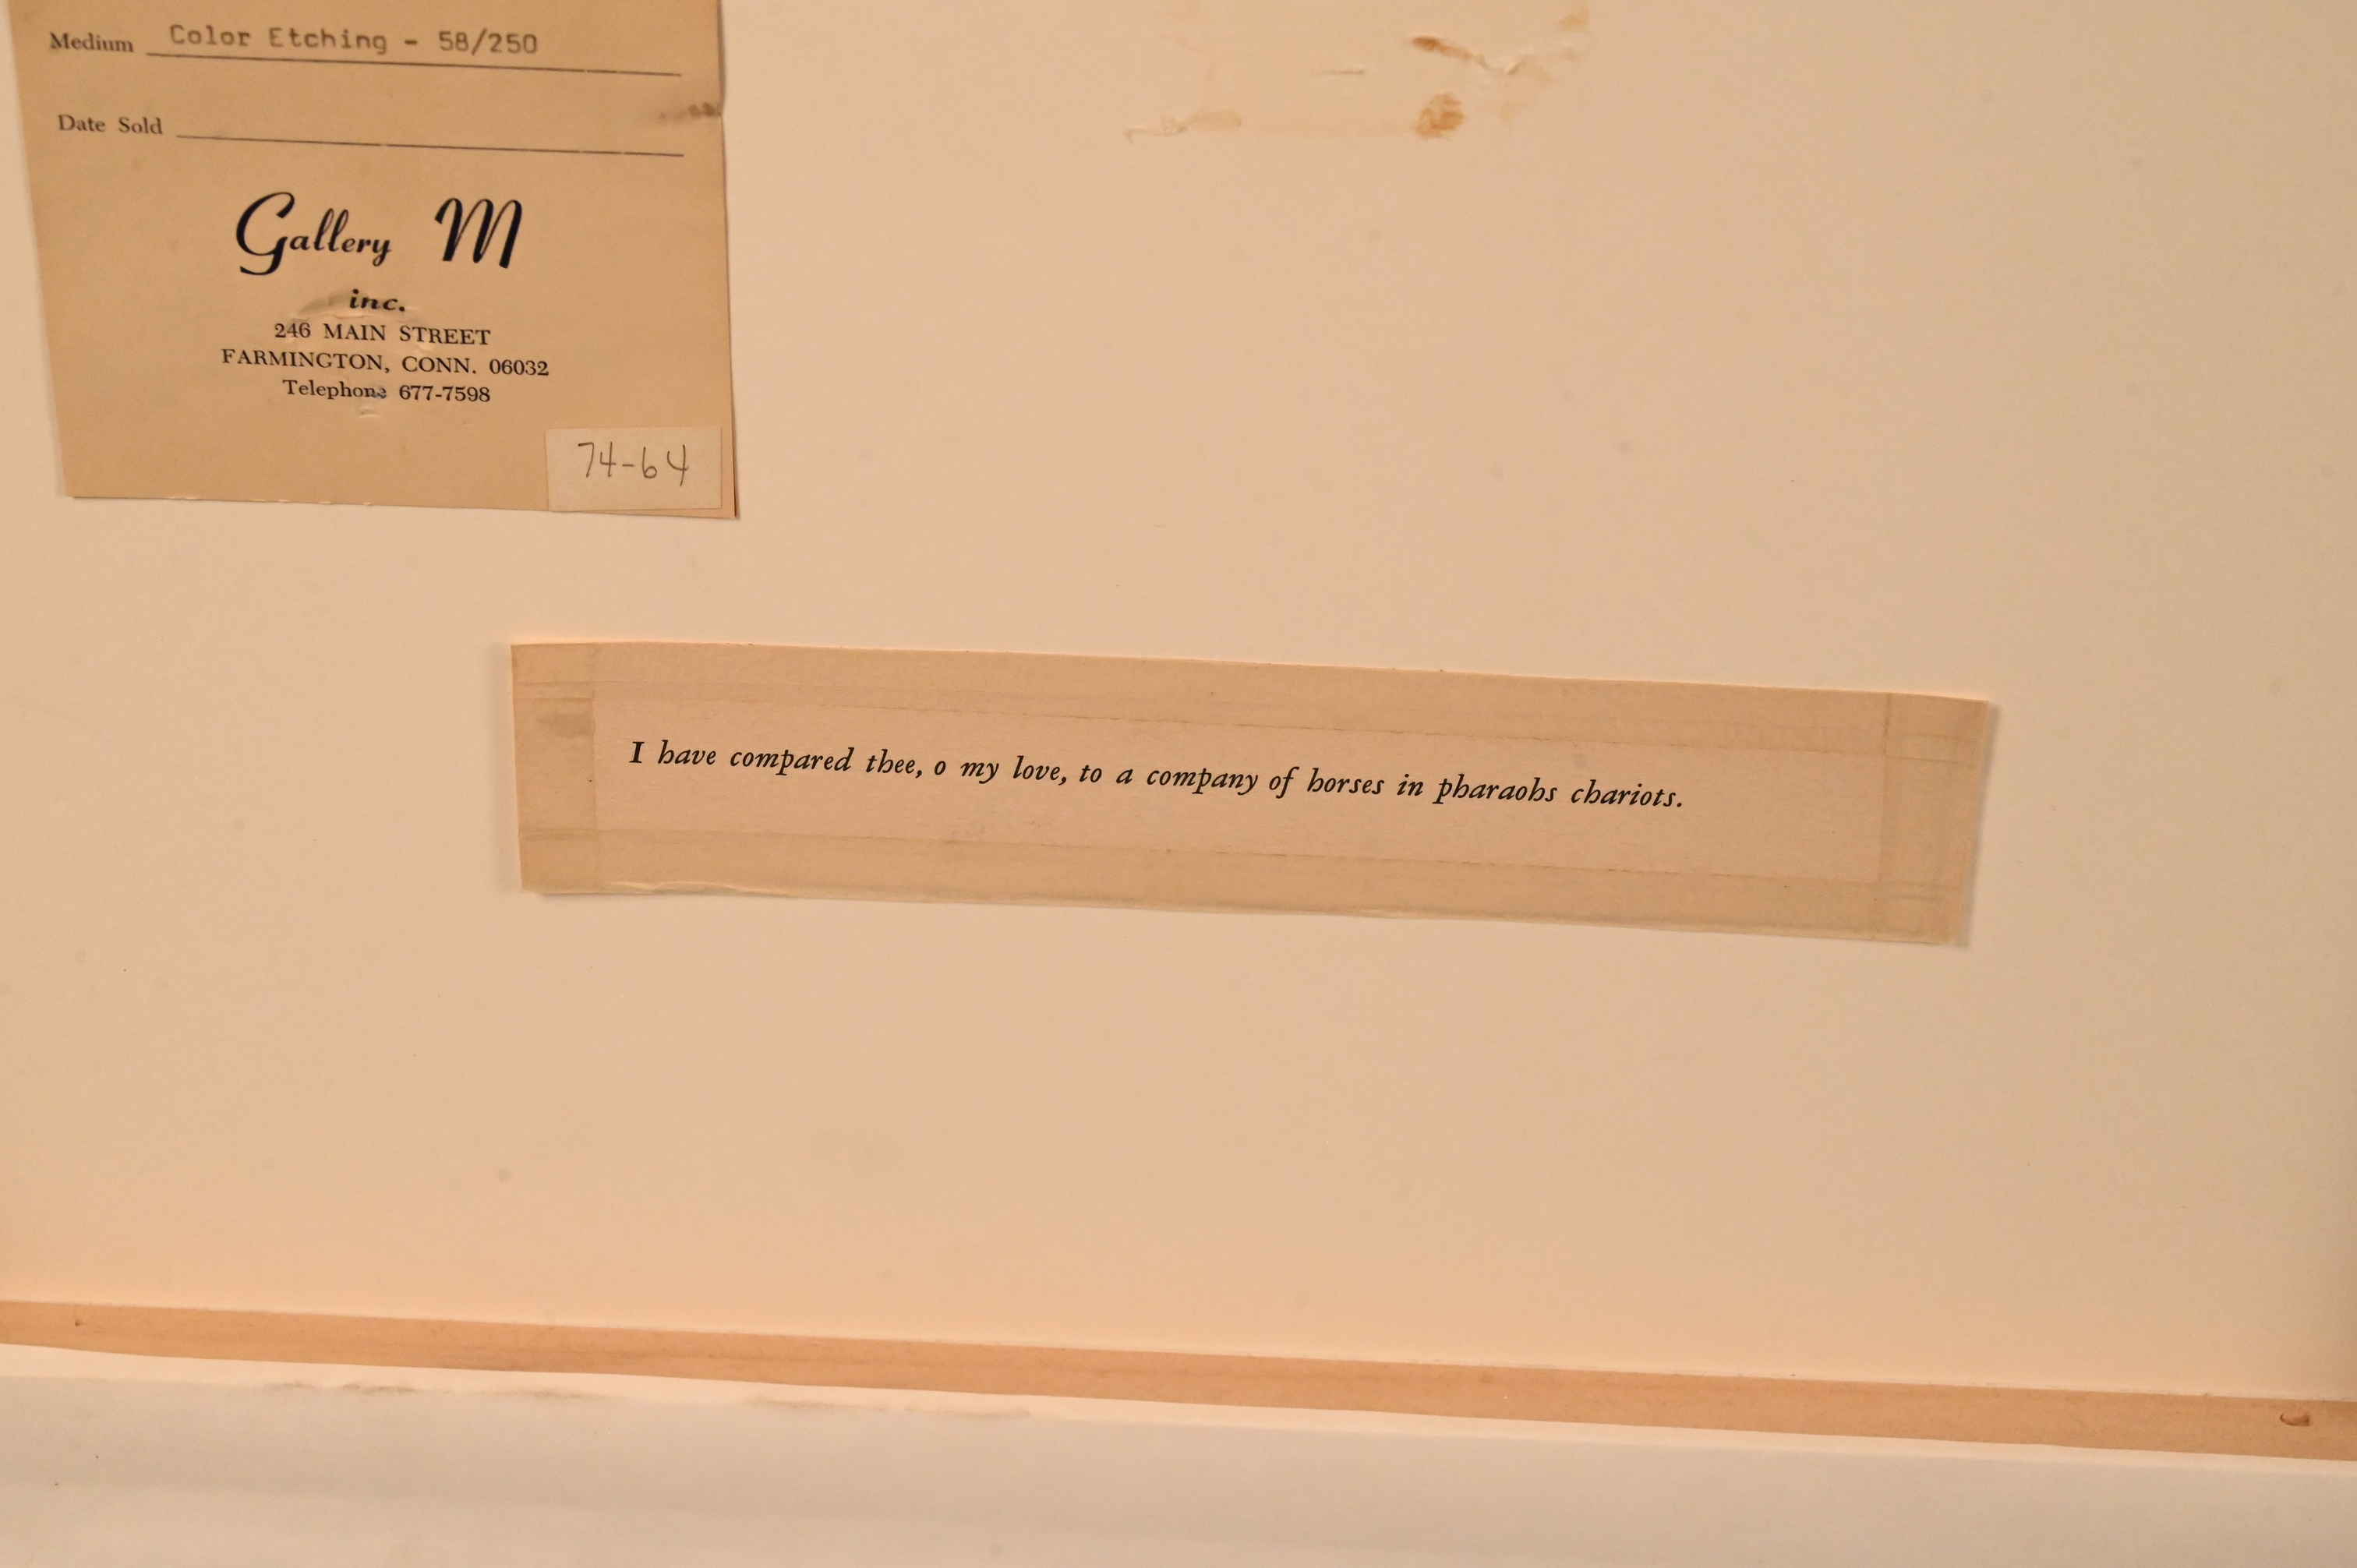 Medium Color Etching - 58/250
Date Sold
Gallery M
inc.
246 MAIN STREET
FARMINGTON, CONN. 06032
Telephone 677-7598
74-64
I have compared thee, o my love, to a company of horses in pharaohs chariots.